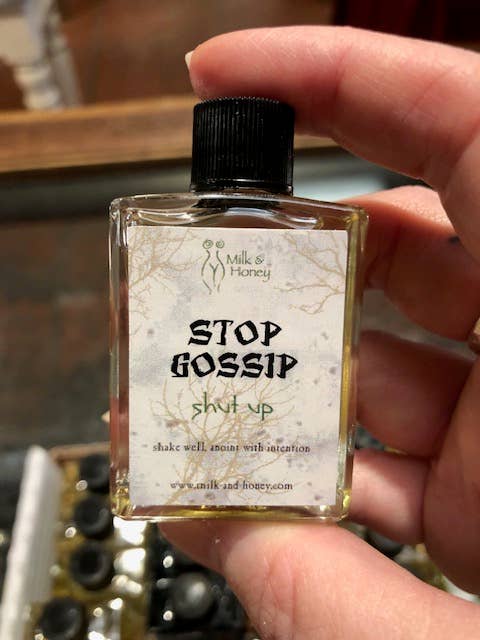 Milk &
Honey
STOP
GOSSIP
shut up
shake well, anoint with intention
www.milk-and-honey.com